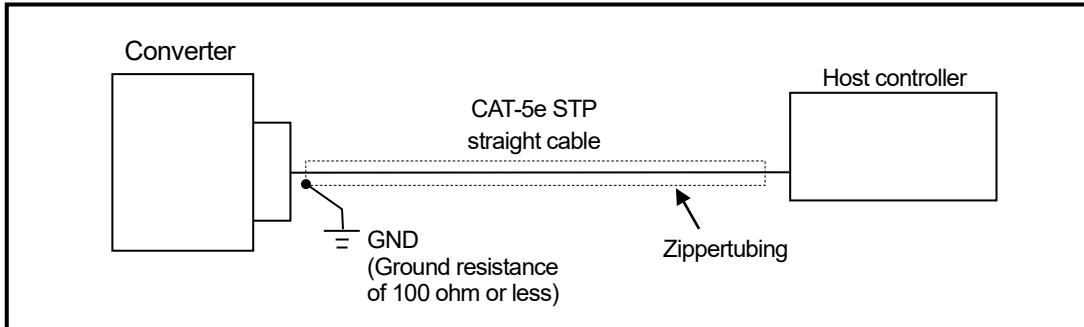 Converter
Host controller
CAT-5e STP
straight cable
Zippertubing
GND
(Ground resistance
of 100 ohm or less)